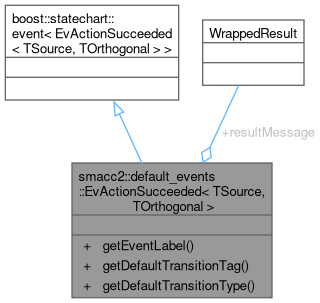 boost::statechart::
event< EvActionSucceeded
< TSource, TOrthogonal > >
WrappedResult
+resultMessage
smacc2::default_events
::EvActionSucceeded< TSource,
TOrthogonal >
+ getEventLabel()
+ getDefaultTransitionTag()
+ getDefaultTransitionType()